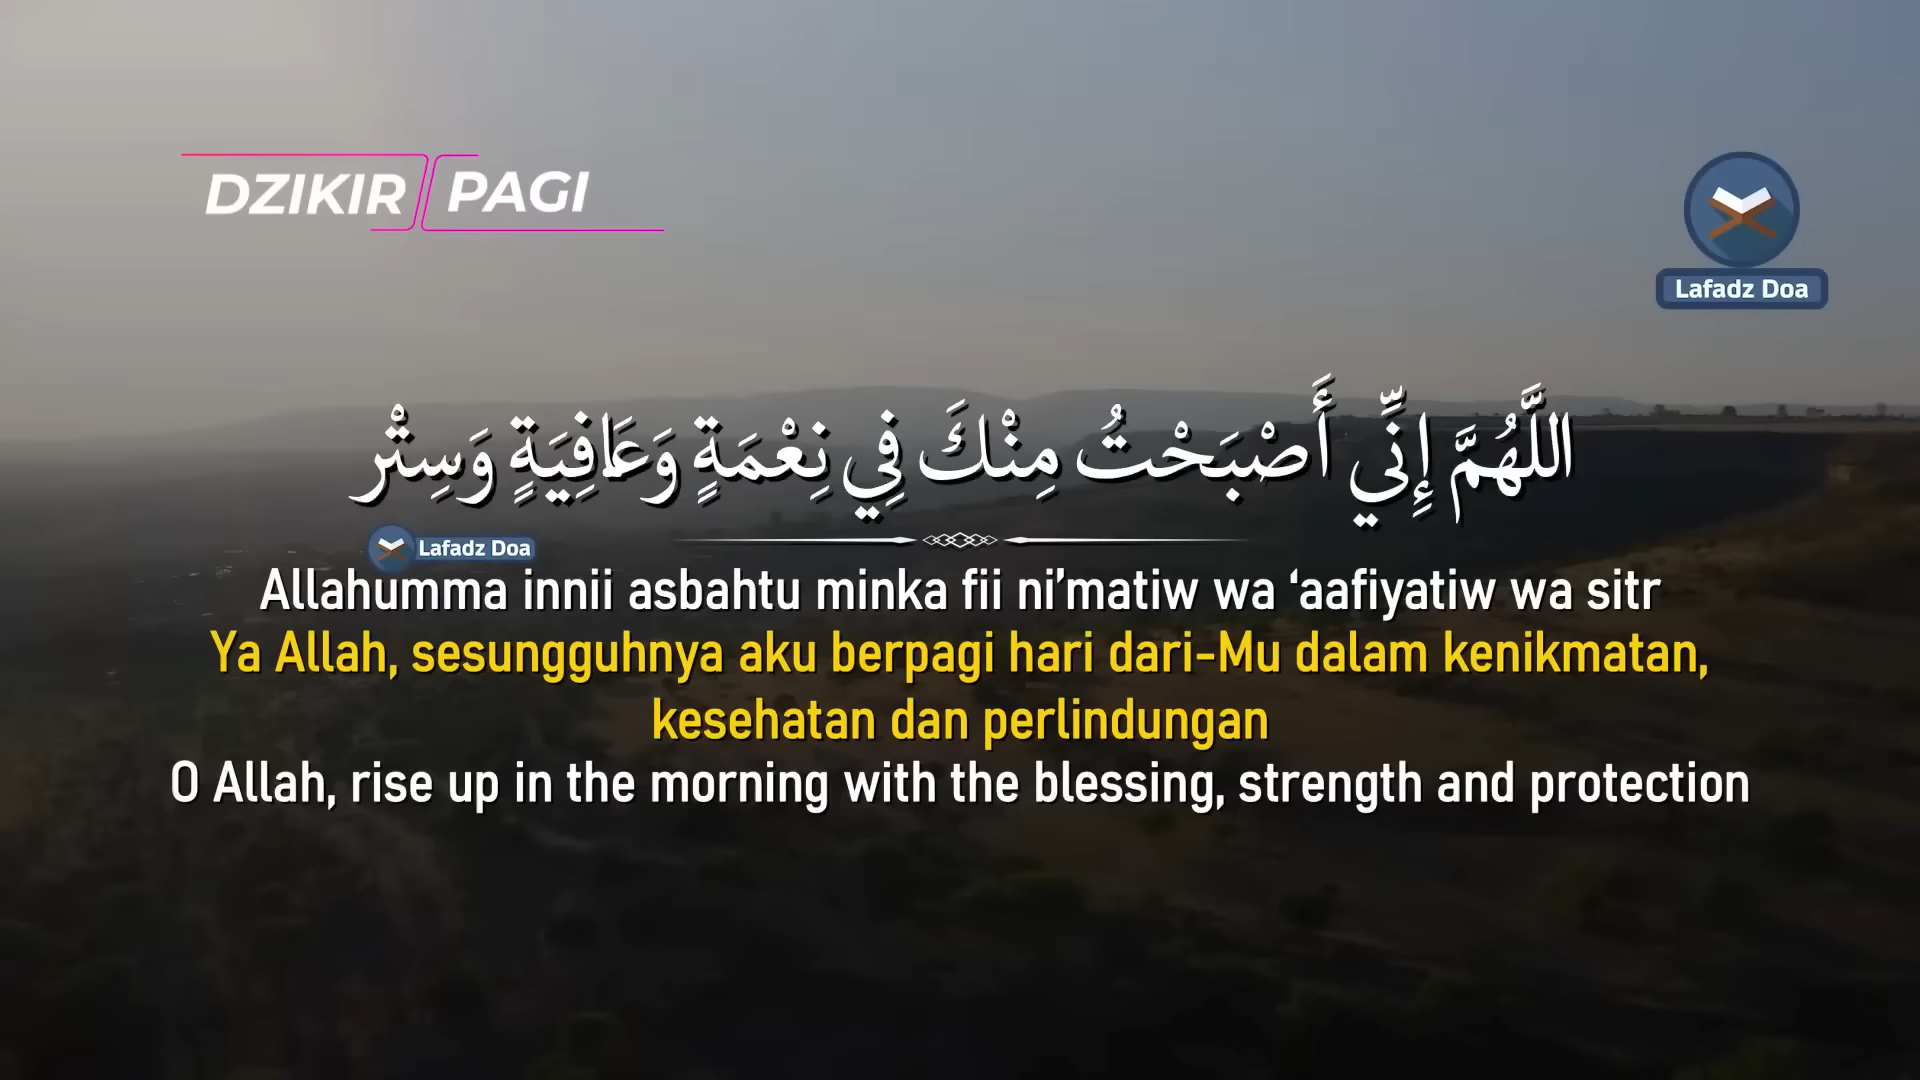 DZIKIR PAGI
Lafadz Doa
اللَّهُمَّ إِنِّي أَصْبَحْتُ مِنْكَ فِي نِعْمَةٍ وَعَافِيَةٍ وَسِتْر
Lafadz Doa
Allahumma innii asbahtu minka fii ni’matiw wa ‘aafiyatiw wa sitr
Ya Allah, sesungguhnya aku berpagi hari dari-Mu dalam kenikmatan,
kesehatan dan perlindungan
O Allah, rise up in the morning with the blessing, strength and protection